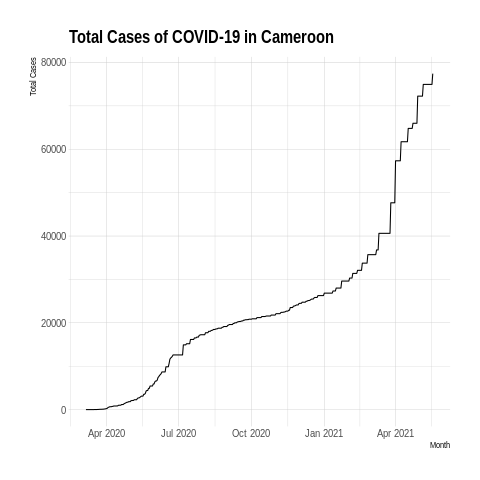 Total Cases of COVID-19 in Cameroon
Total Cases
80000
60000
40000
20000
0
Apr 2020 Jul 2020 Oct 2020 Jan 2021 Apr 2021
Month